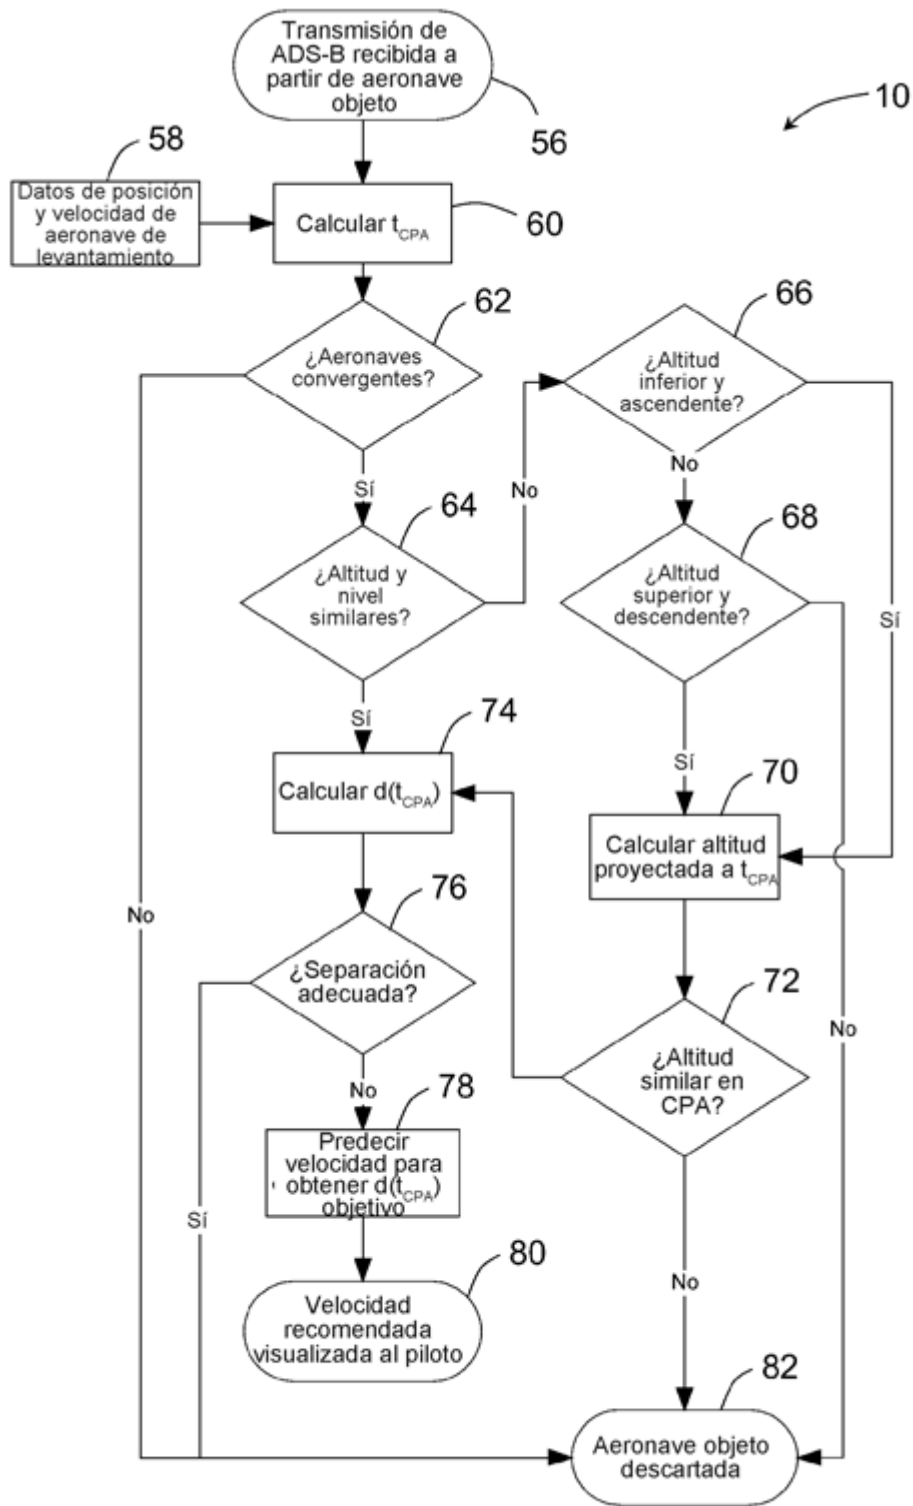 Transmisión de
ADS-B recibida a
partir de aeronave
objeto
56
10
58
Datos de posición
y velocidad de
aeronave de
levantamiento
Calcular tCPA
60
62
¿Aeronaves
convergentes?
66
¿Altitud
inferior y
ascendente?
Sí
No
No
64
¿Altitud y
nivel
similares?
68
¿Altitud
superior y
descendente?
Sí
Sí
74
Calcular d(tCPA)
Sí
70
Calcular altitud
proyectada a tCPA
No
76
¿Separación
adecuada?
72
¿Altitud
similar en
CPA?
No
No
78
Predecir
velocidad para
obtener d(tCPA)
objetivo
Sí
80
Velocidad
recomendada
visualizada al piloto
No
82
Aeronave objeto
descartada